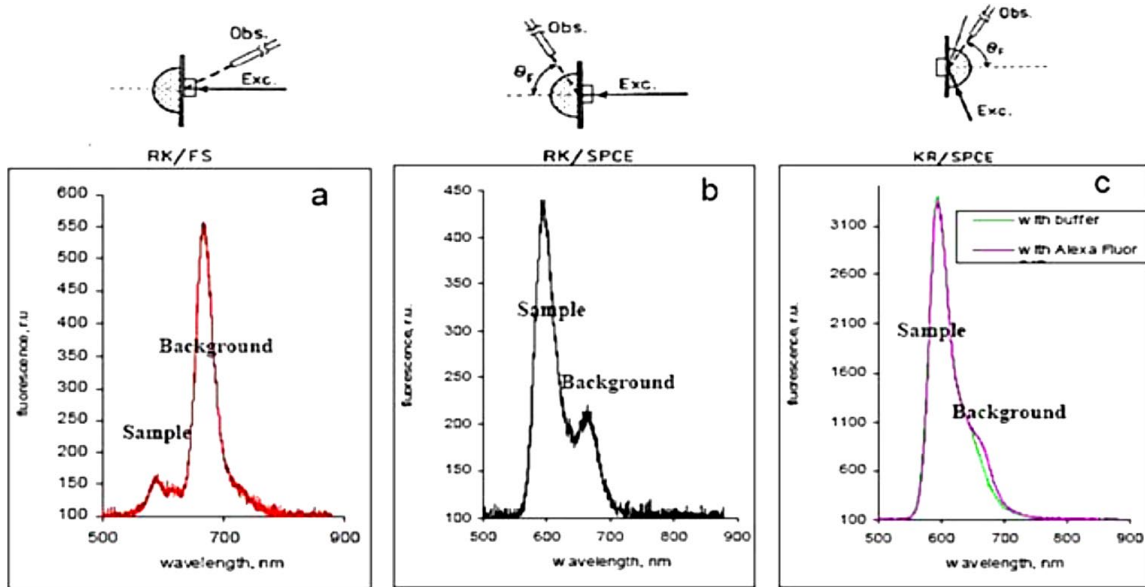 Obs.
Exc.
RK/FS
Obs.
θF
Exc.
RK/SPCE
Obs.
θF
Exc.
KR/SPCE
a
600
550
500
450
400
350
300
250
200
150
100
fluorescence, r.u
Background
Sample
500 700 900
wavelength, nm
b
450
400
350
300
250
200
150
100
fluorescence, r.u.
Sample
Background
500 600 700 800 900
wavelength, nm
c
3100
2600
2100
1600
1100
600
100
fluorescence, r.u.
with buffer
with Alexa Fluor
Sample
Background
500 600 700 800 900
wavelength, nm